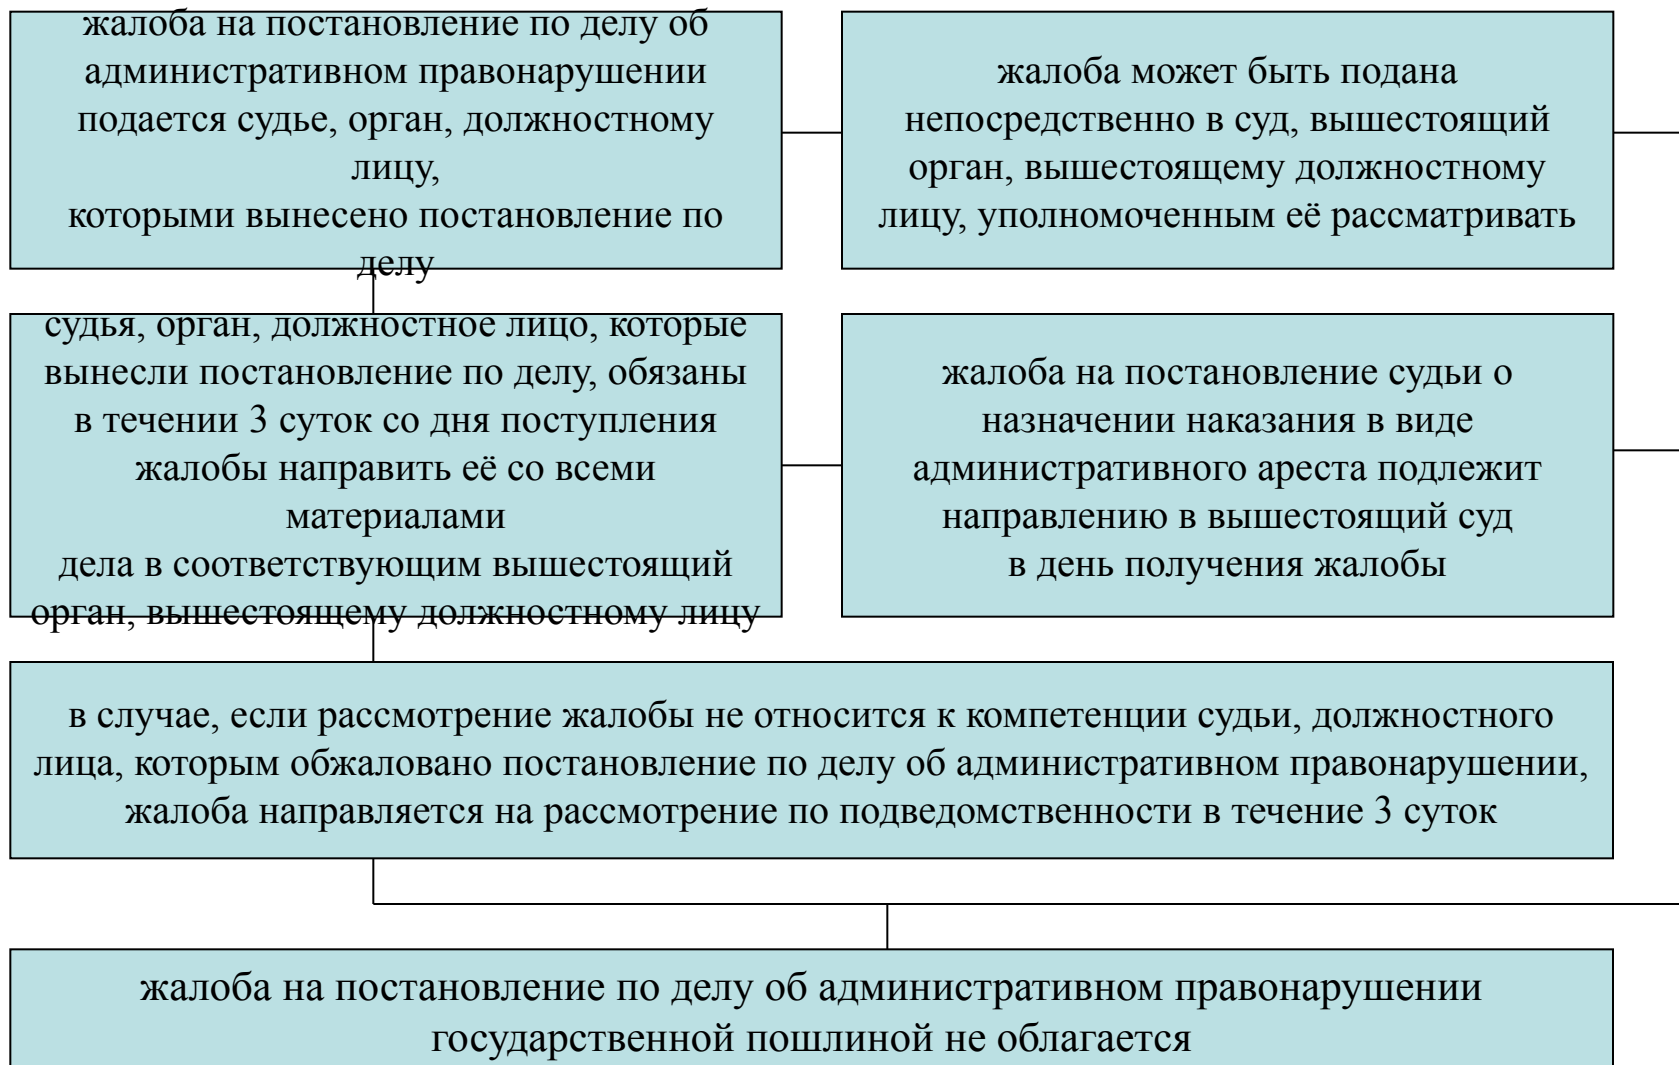 жалоба на постановление по делу об
административном правонарушении
подается судье, орган, должностному
лицу,
которыми вынесено постановление по
делу
жалоба может быть подана
непосредственно в суд, вышестоящий
орган, вышестоящему должностному
лицу, уполномоченным её рассматривать
судья, орган, должностное лицо, которые
вынесли постановление по делу, обязаны
в течении 3 суток со дня поступления
жалобы направить её со всеми
материалами
дела в соответствующим вышестоящий
орган, вышестоящему должностному лицу
жалоба на постановление судьи о
назначении наказания в виде
административного ареста подлежит
направлению в вышестоящий суд
в день получения жалобы
в случае, если рассмотрение жалобы не относится к компетенции судьи, должностного
лица, которым обжаловано постановление по делу об административном правонарушении,
жалоба направляется на рассмотрение по подведомственности в течение 3 суток
жалоба на постановление по делу об административном правонарушении
государственной пошлиной не облагается